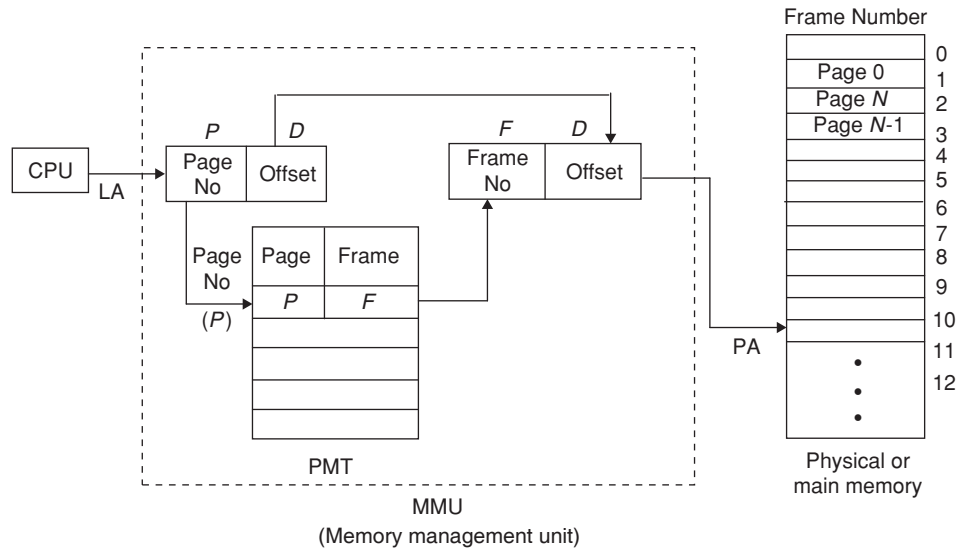 Frame Number
0
Page 0
1
Page N
2
Page N-1
3
4
5
6
7
8
9
10
11
12
Physical or
main memory
CPU
LA
P
D
Page
No
Offset
F
D
Frame
No
Offset
Page
No
(P)
Page
Frame
P
F
PA
PMT
MMU
(Memory management unit)